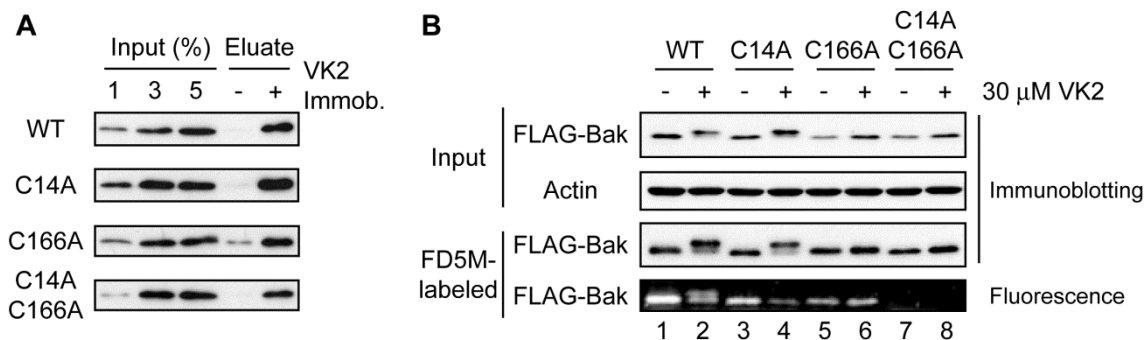 A
Input (%) Eluate
1 3 5 - +
VK2
Immob.
WT
C14A
C166A
C14A
C166A
B
WT C14A C166A C14A
C166A
- + - + - + - + 30 μM VK2
Input
FLAG-Bak
Actin
Immunoblotting
FD5M-
labeled
FLAG-Bak
FLAG-Bak
Fluorescence
1 2 3 4 5 6 7 8